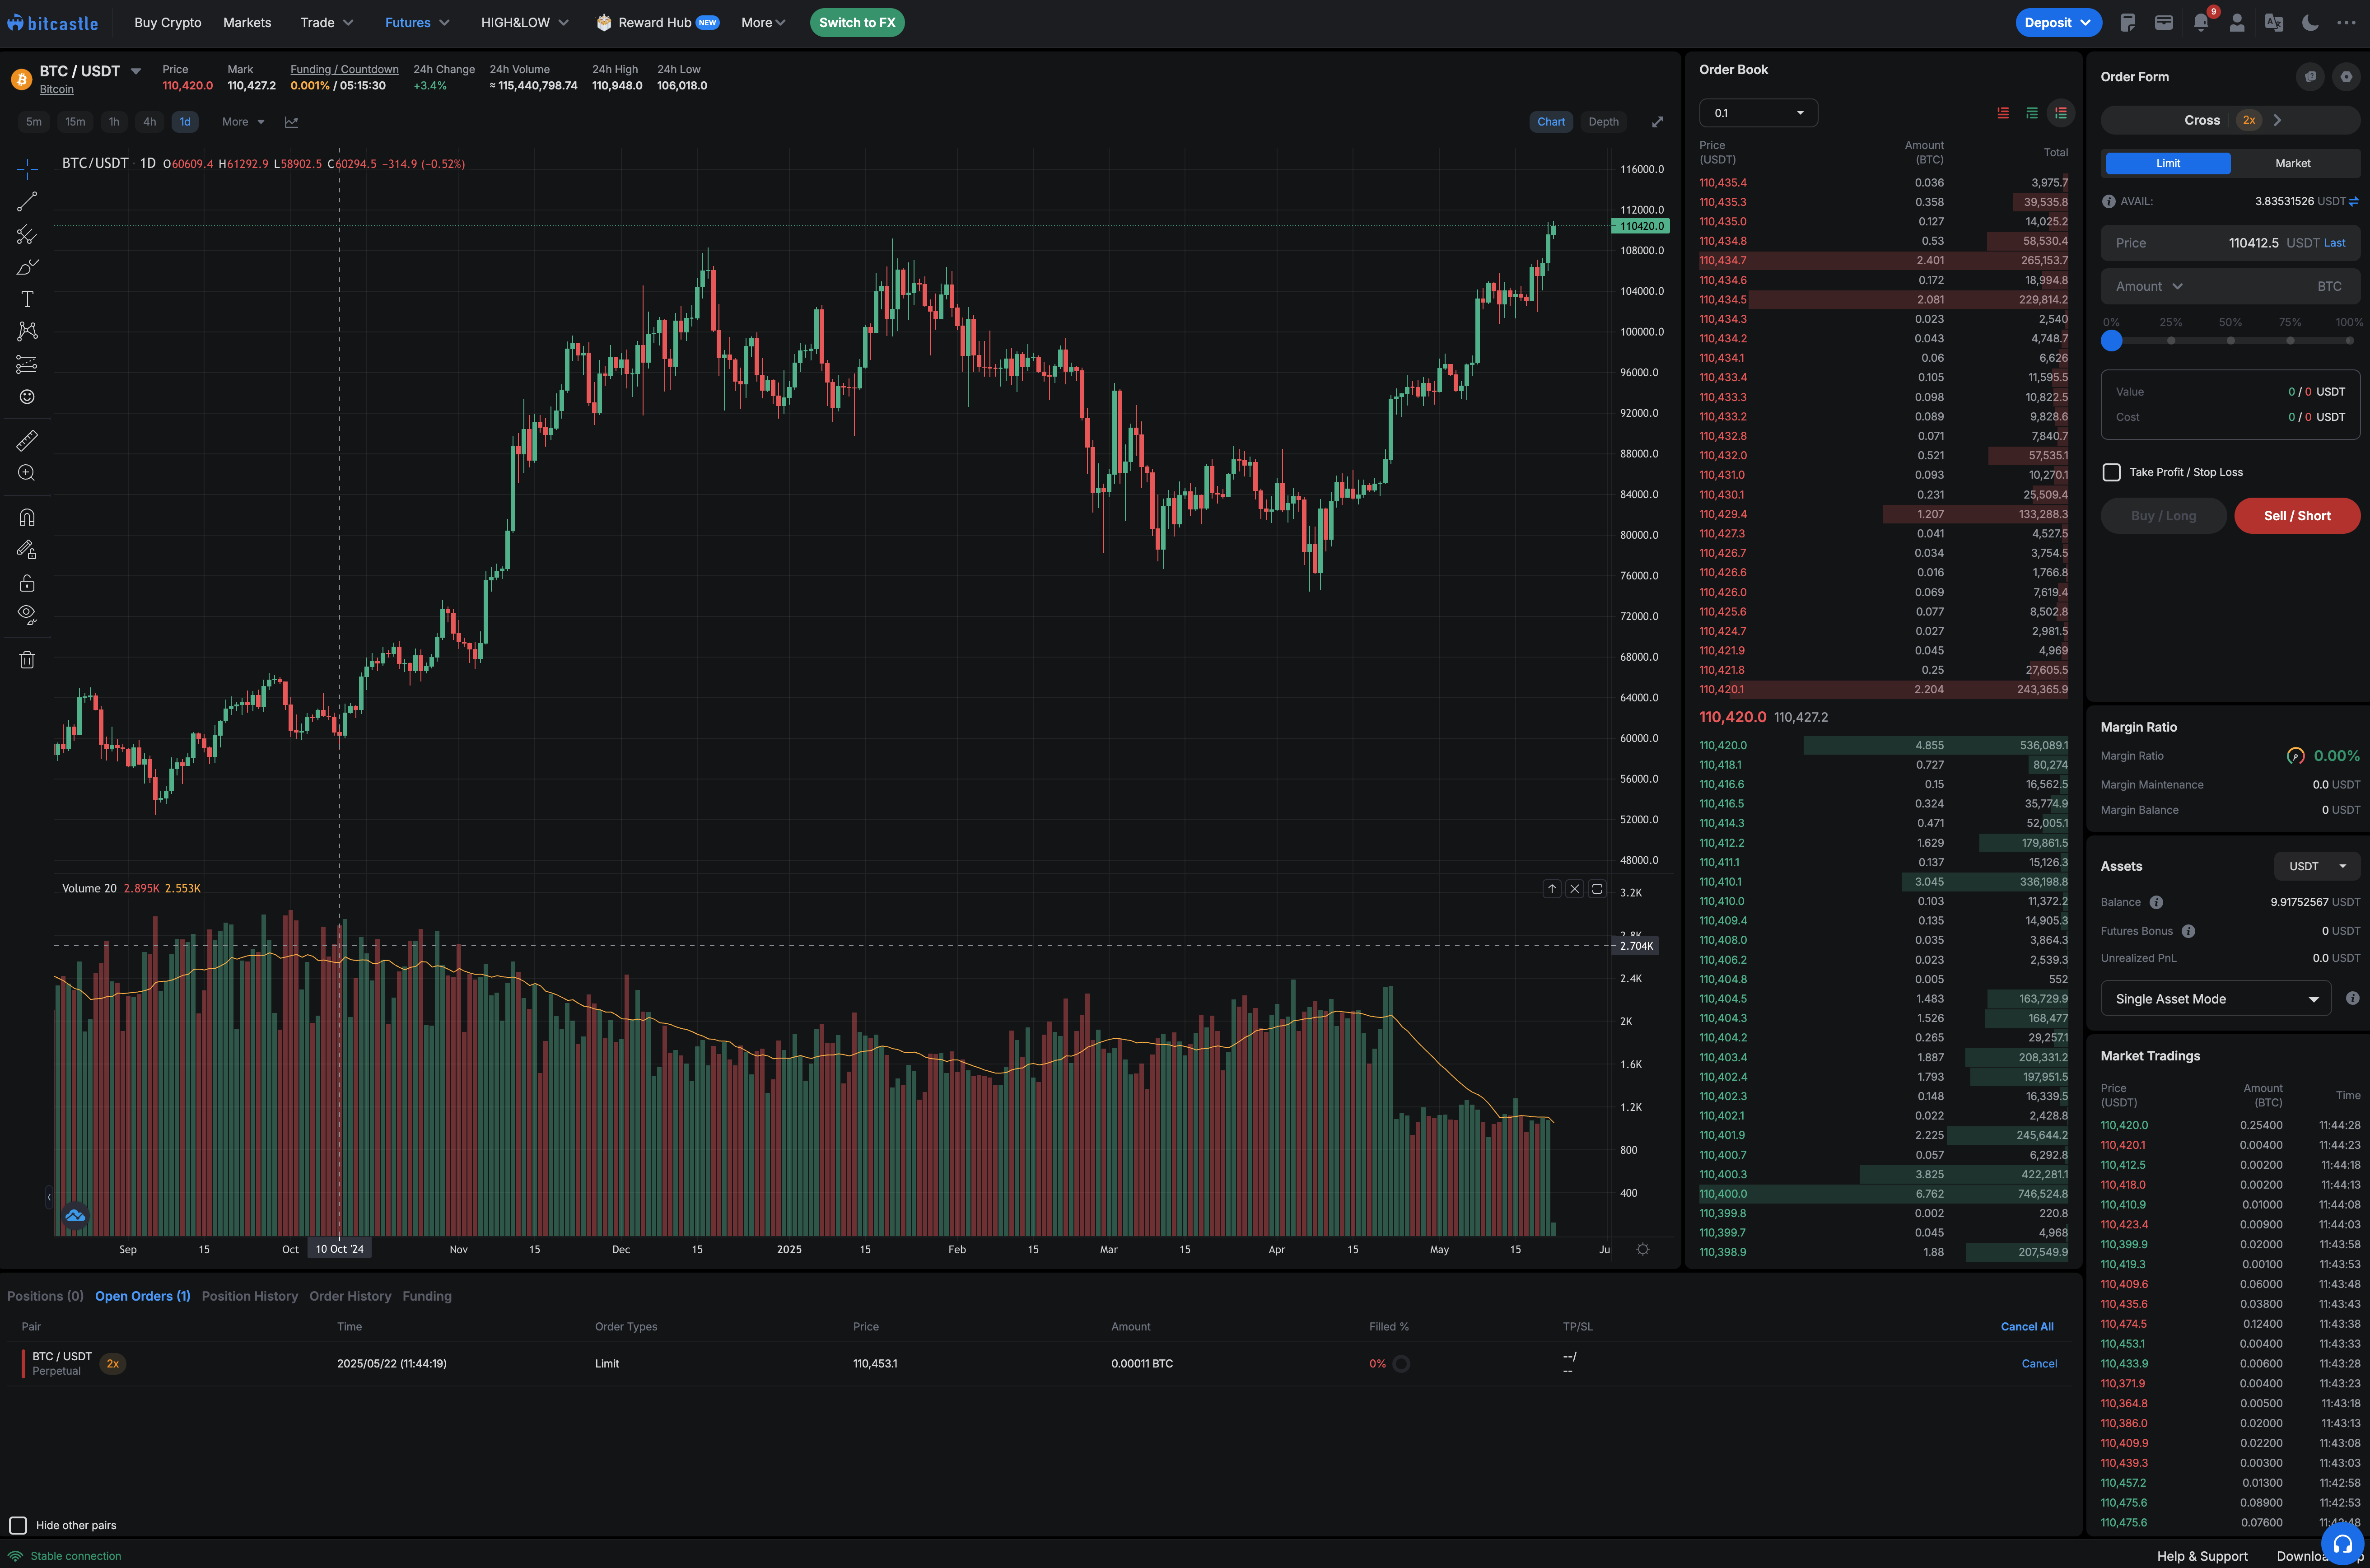 bitcastle Buy Crypto Markets Trade Futures HIGH&LOW Reward Hub NEW More Switch to FX Deposit 9
BTC / USDT Price Mark Funding / Countdown 24h Change 24h Volume 24h High 24h Low
Bitcoin 110,420.0 110,427.2 0.001% / 05:15:30 +3.4% ≈ 115,440,798.74 110,948.0 106,018.0
5m 15m 1h 4h 1d More Chart Depth
BTC/USDT · 1D O60609.4 H61292.9 L58902.5 C60294.5 −314.9 (−0.52%)
116000.0
112000.0
110420.0
108000.0
104000.0
100000.0
96000.0
92000.0
88000.0
84000.0
80000.0
76000.0
72000.0
68000.0
64000.0
60000.0
56000.0
52000.0
48000.0
Volume 20 2.895K 2.553K
3.2K
2.8K
2.704K
2.4K
2K
1.6K
1.2K
800
400
Sep 15 Oct 10 Oct '24 Nov 15 Dec 15 2025 15 Feb 15 Mar 15 Apr 15 May 15
Order Book
0.1
Price (USDT) Amount (BTC) Total
110,435.4 0.036 3,975.7
110,435.3 0.358 39,535.8
110,435.0 0.127 14,025.2
110,434.8 0.53 58,530.4
110,434.7 2.401 265,153.7
110,434.6 0.172 18,994.8
110,434.5 2.081 229,814.2
110,434.3 0.023 2,540
110,434.2 0.043 4,748.7
110,434.1 0.06 6,626
110,433.4 0.105 11,595.5
110,433.3 0.098 10,822.5
110,433.2 0.089 9,828.6
110,432.8 0.071 7,840.7
110,432.0 0.521 57,535.1
110,431.0 0.093 10,270.1
110,430.1 0.231 25,509.4
110,429.4 1.207 133,288.3
110,427.3 0.041 4,527.5
110,426.7 0.034 3,754.5
110,426.6 0.016 1,766.8
110,426.0 0.069 7,619.4
110,425.6 0.077 8,502.8
110,424.7 0.027 2,981.5
110,421.9 0.045 4,969
110,421.8 0.25 27,605.5
110,420.1 2.204 243,365.9
110,420.0 110,427.2
110,420.0 4.855 536,089.1
110,418.1 0.727 80,274
110,416.6 0.15 16,562.5
110,416.5 0.324 35,774.9
110,414.3 0.471 52,005.1
110,412.2 1.629 179,861.5
110,411.1 0.137 15,126.3
110,410.1 3.045 336,198.8
110,410.0 0.103 11,372.2
110,409.4 0.135 14,905.3
110,408.0 0.035 3,864.3
110,406.2 0.023 2,539.3
110,404.8 0.005 552
110,404.5 1.483 163,729.9
110,404.3 1.526 168,477
110,404.2 0.265 29,257.1
110,403.4 1.887 208,331.2
110,402.4 1.793 197,951.5
110,402.3 0.148 16,339.5
110,402.1 0.022 2,428.8
110,401.9 2.225 245,644.2
110,400.7 0.057 6,292.8
110,400.3 3.825 422,281.1
110,400.0 6.762 746,524.8
110,399.8 0.002 220.8
110,399.7 0.045 4,968
110,398.9 1.88 207,549.9
Order Form
Cross 2x
Limit Market
AVAIL: 3.83531526 USDT
Price 110412.5 USDT Last
Amount BTC
0% 25% 50% 75% 100%
Value 0 / 0 USDT
Cost 0 / 0 USDT
Take Profit / Stop Loss
Buy / Long Sell / Short
Margin Ratio
Margin Ratio 0.00%
Margin Maintenance 0.0 USDT
Margin Balance 0 USDT
Assets USDT
Balance 9.91752567 USDT
Futures Bonus 0 USDT
Unrealized PnL 0.0 USDT
Single Asset Mode
Market Tradings
Price (USDT) Amount (BTC) Time
110,420.0 0.25400 11:44:28
110,420.1 0.00400 11:44:23
110,412.5 0.00200 11:44:18
110,418.0 0.00200 11:44:13
110,410.9 0.01000 11:44:08
110,423.4 0.00900 11:44:03
110,399.9 0.02000 11:43:58
110,419.3 0.00100 11:43:53
110,409.6 0.06000 11:43:48
110,435.6 0.03800 11:43:43
110,474.5 0.12400 11:43:38
110,453.1 0.00400 11:43:33
110,433.9 0.00600 11:43:28
110,371.9 0.00400 11:43:23
110,364.8 0.00500 11:43:18
110,386.0 0.02000 11:43:13
110,409.9 0.02200 11:43:08
110,439.3 0.00300 11:43:03
110,457.2 0.01300 11:42:58
110,475.6 0.08900 11:42:53
110,475.6 0.07600
Positions (0) Open Orders (1) Position History Order History Funding
Pair Time Order Types Price Amount Filled % TP/SL Cancel All
BTC / USDT Perpetual 2x 2025/05/22 (11:44:19) Limit 110,453.1 0.00011 BTC 0% --/ -- Cancel
Hide other pairs
Stable connection Help & Support